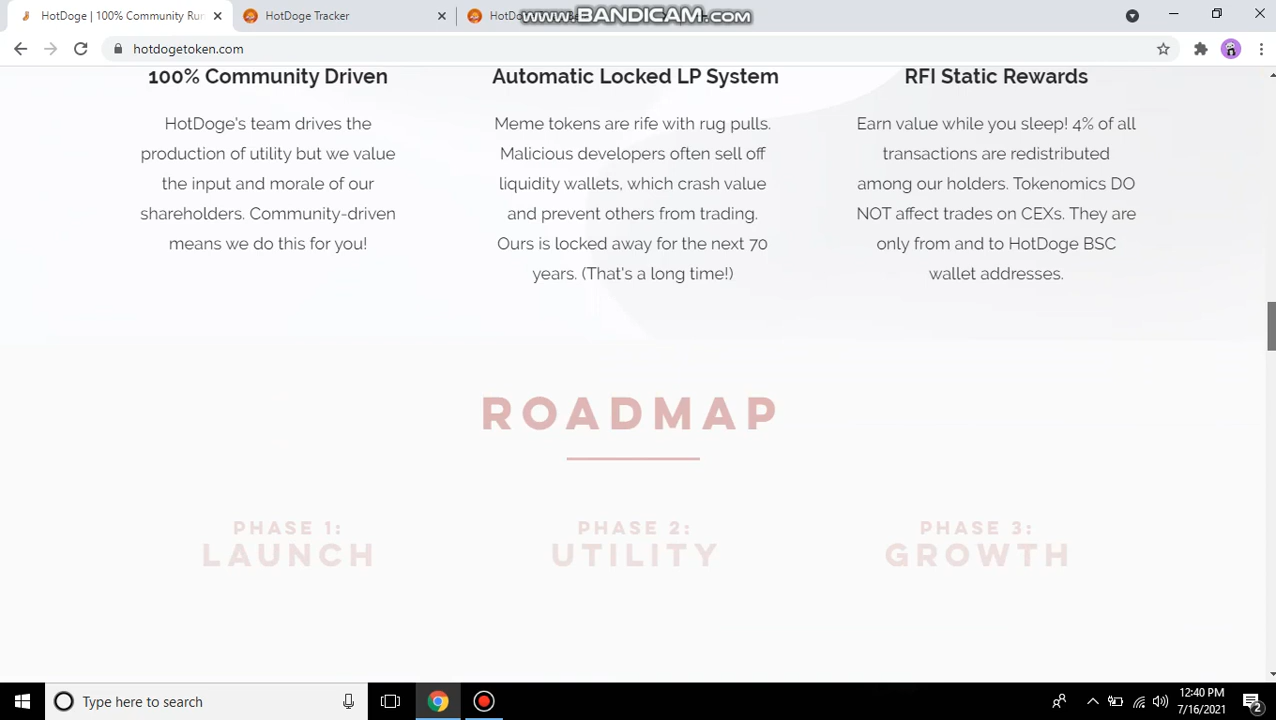 HotDoge | 100% Community Run
HotDoge Tracker
HotDo
www.BANDICAM.com
hotdogetoken.com
100% Community Driven
HotDoge's team drives the
production of utility but we value
the input and morale of our
shareholders. Community-driven
means we do this for you!
Automatic Locked LP System
Meme tokens are rife with rug pulls.
Malicious developers often sell off
liquidity wallets, which crash value
and prevent others from trading.
Ours is locked away for the next 70
years. (That's a long time!)
RFI Static Rewards
Earn value while you sleep! 4% of all
transactions are redistributed
among our holders. Tokenomics DO
NOT affect trades on CEXs. They are
only from and to HotDoge BSC
wallet addresses.
ROADMAP
PHASE 1:
LAUNCH
PHASE 2:
UTILITY
PHASE 3:
GROWTH
Type here to search
12:40 PM
7/16/2021
2